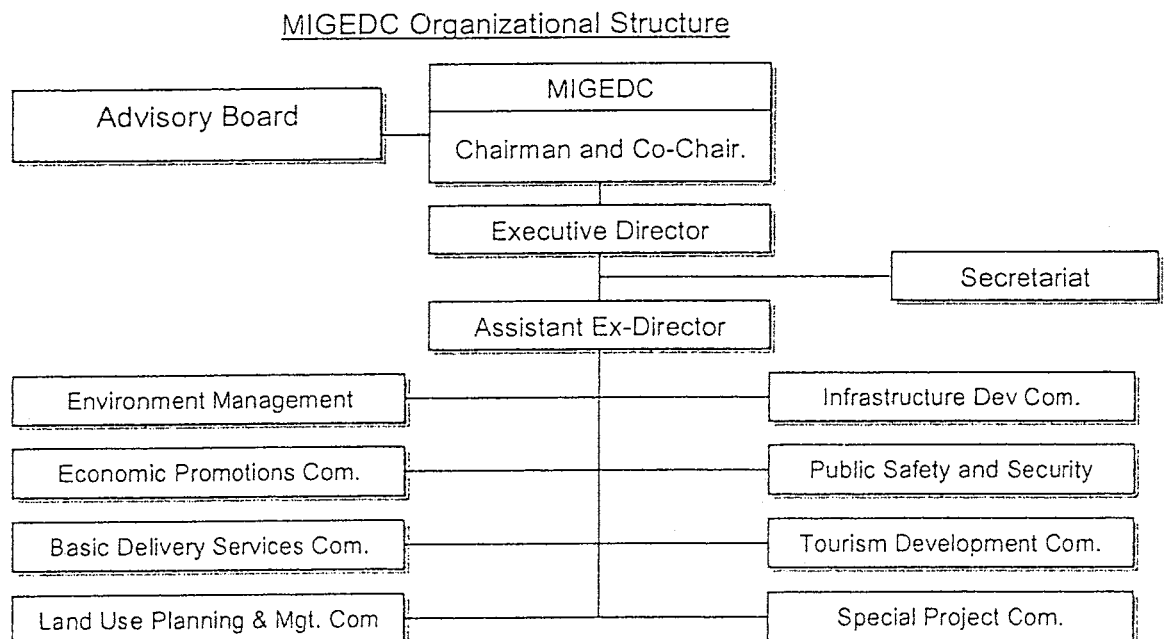 MIGEDC Organizational Structure
MIGEDC
Advisory Board
Chairman and Co-Chair.
Executive Director
Secretariat
Assistant Ex-Director
Environment Management
Infrastructure Dev Com.
Economic Promotions Com.
Public Safety and Security
Basic Delivery Services Com.
Tourism Development Com.
Land Use Planning & Mgt. Com
Special Project Com.